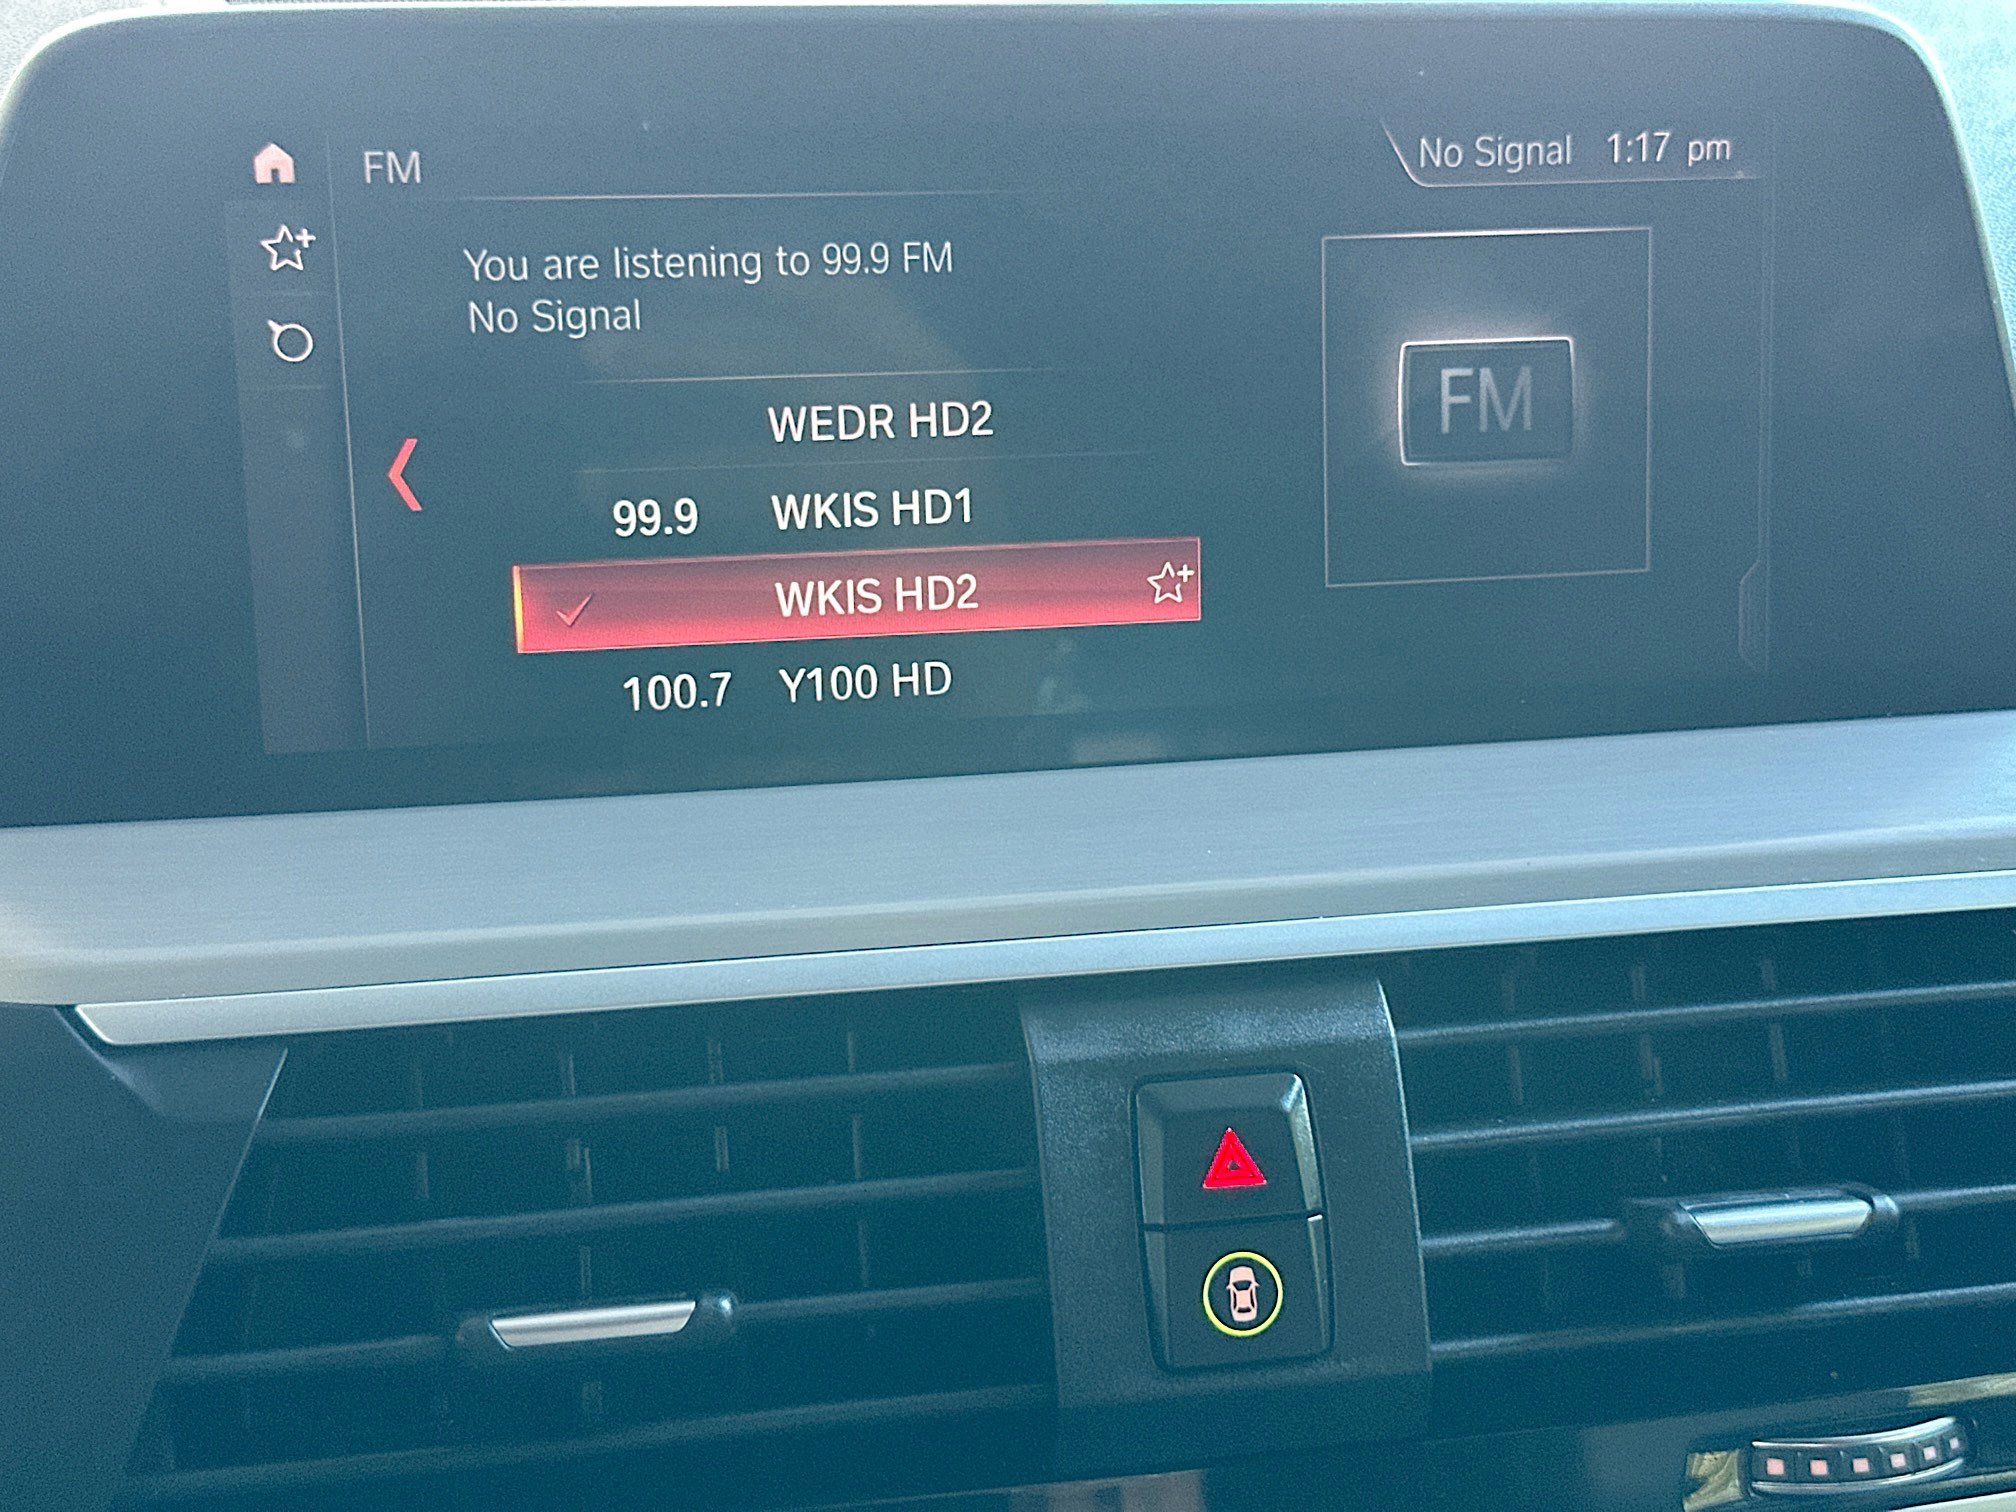 FM
No Signal 1:17 pm
You are listening to 99.9 FM
No Signal
FM
WEDR HD2
99.9 WKIS HD1
WKIS HD2
100.7 Y100 HD